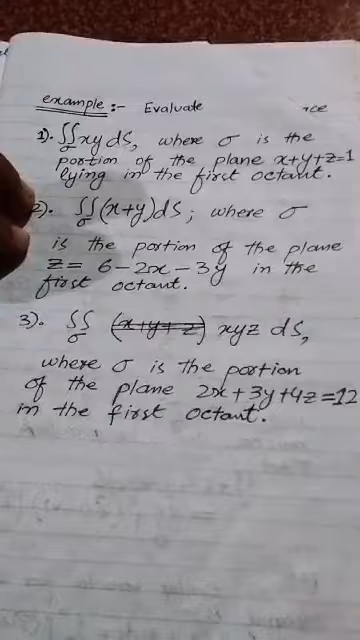 example :- Evaluate
1). ∬σ xy dS, where σ is the
portion of the plane x+y+z=1
lying in the first octant.
2). ∬σ (x+y) dS; where σ
is the portion of the plane
z = 6-2x-3y in the
first octant.
3). ∬σ (x+y+z) xyz dS,
where σ is the portion
of the plane 2x+3y+4z=12
in the first octant.